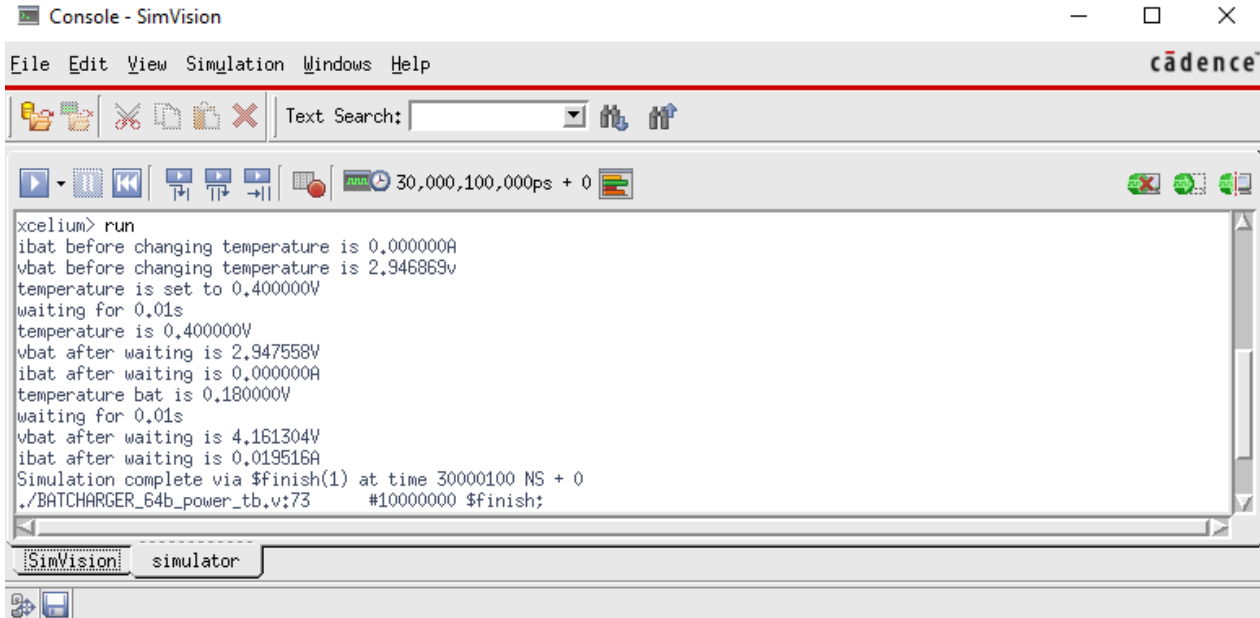 Console - SimVision
File Edit View Simulation Windows Help
cādence
Text Search:
30,000,100,000ps + 0
xcelium> run
ibat before changing temperature is 0.000000A
vbat before changing temperature is 2.946869v
temperature is set to 0.400000V
waiting for 0.01s
temperature is 0.400000V
vbat after waiting is 2.947558V
ibat after waiting is 0.000000A
temperature bat is 0.180000V
waiting for 0.01s
vbat after waiting is 4.161304V
ibat after waiting is 0.019516A
Simulation complete via $finish(1) at time 30000100 NS + 0
./BATCHARGER_64b_power_tb.v:73 #10000000 $finish;
SimVision simulator